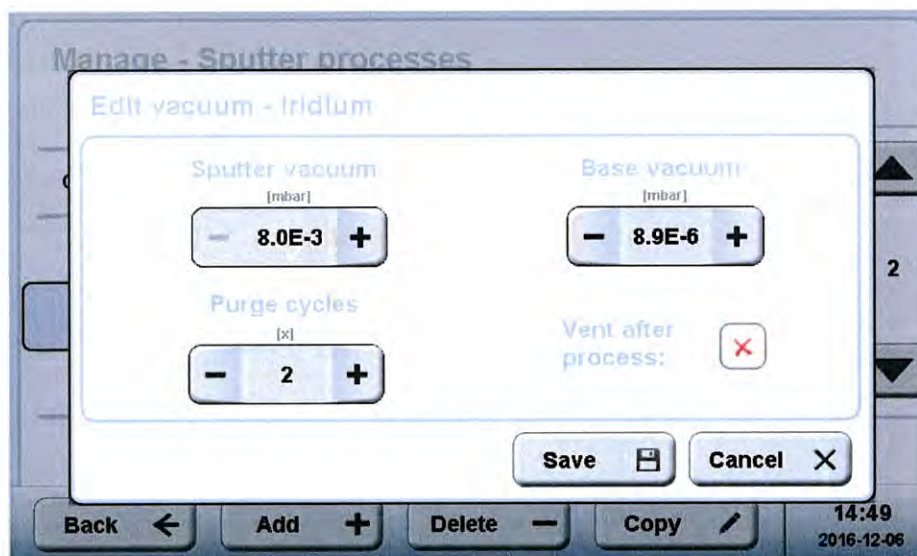 Manage - Sputter processes
Edit vacuum - Iridium
Sputter vacuum
[mbar]
− 8.0E-3 +
Base vacuum
[mbar]
− 8.9E-6 +
2
Purge cycles
[x]
− 2 +
Vent after
process:
Save
Cancel
Back
Add
Delete
Copy
14:49
2016-12-06